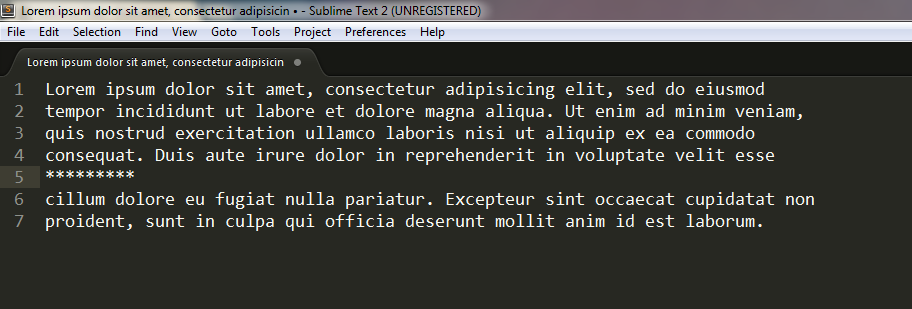 Lorem ipsum dolor sit amet, consectetur adipisicin • - Sublime Text 2 (UNREGISTERED)
File Edit Selection Find View Goto Tools Project Preferences Help
Lorem ipsum dolor sit amet, consectetur adipisicin
1 Lorem ipsum dolor sit amet, consectetur adipisicing elit, sed do eiusmod
2 tempor incididunt ut labore et dolore magna aliqua. Ut enim ad minim veniam,
3 quis nostrud exercitation ullamco laboris nisi ut aliquip ex ea commodo
4 consequat. Duis aute irure dolor in reprehenderit in voluptate velit esse
5 *********
6 cillum dolore eu fugiat nulla pariatur. Excepteur sint occaecat cupidatat non
7 proident, sunt in culpa qui officia deserunt mollit anim id est laborum.